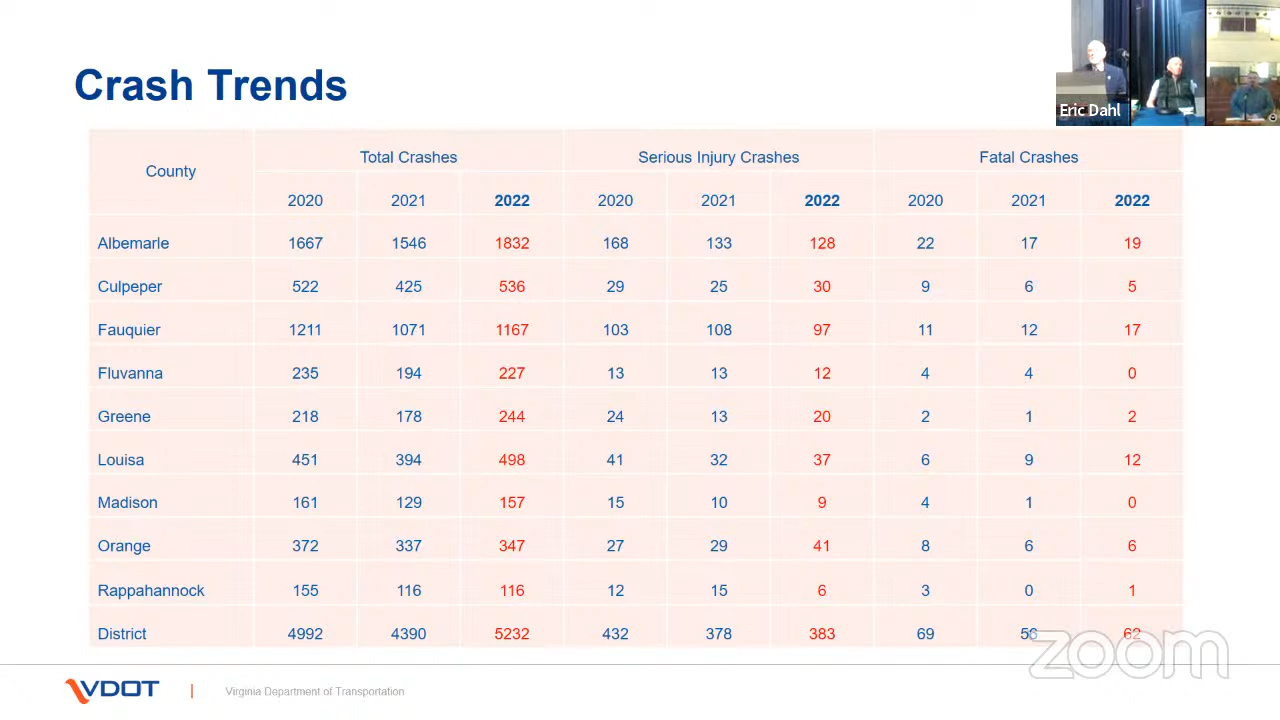 Crash Trends
Eric Dahl
County Total Crashes Serious Injury Crashes Fatal Crashes
2020 2021 2022 2020 2021 2022 2020 2021 2022
Albemarle 1667 1546 1832 168 133 128 22 17 19
Culpeper 522 425 536 29 25 30 9 6 5
Fauquier 1211 1071 1167 103 108 97 11 12 17
Fluvanna 235 194 227 13 13 12 4 4 0
Greene 218 178 244 24 13 20 2 1 2
Louisa 451 394 498 41 32 37 6 9 12
Madison 161 129 157 15 10 9 4 1 0
Orange 372 337 347 27 29 41 8 6 6
Rappahannock 155 116 116 12 15 6 3 0 1
District 4992 4390 5232 432 378 383 69 56 62
zoom
VDOT | Virginia Department of Transportation